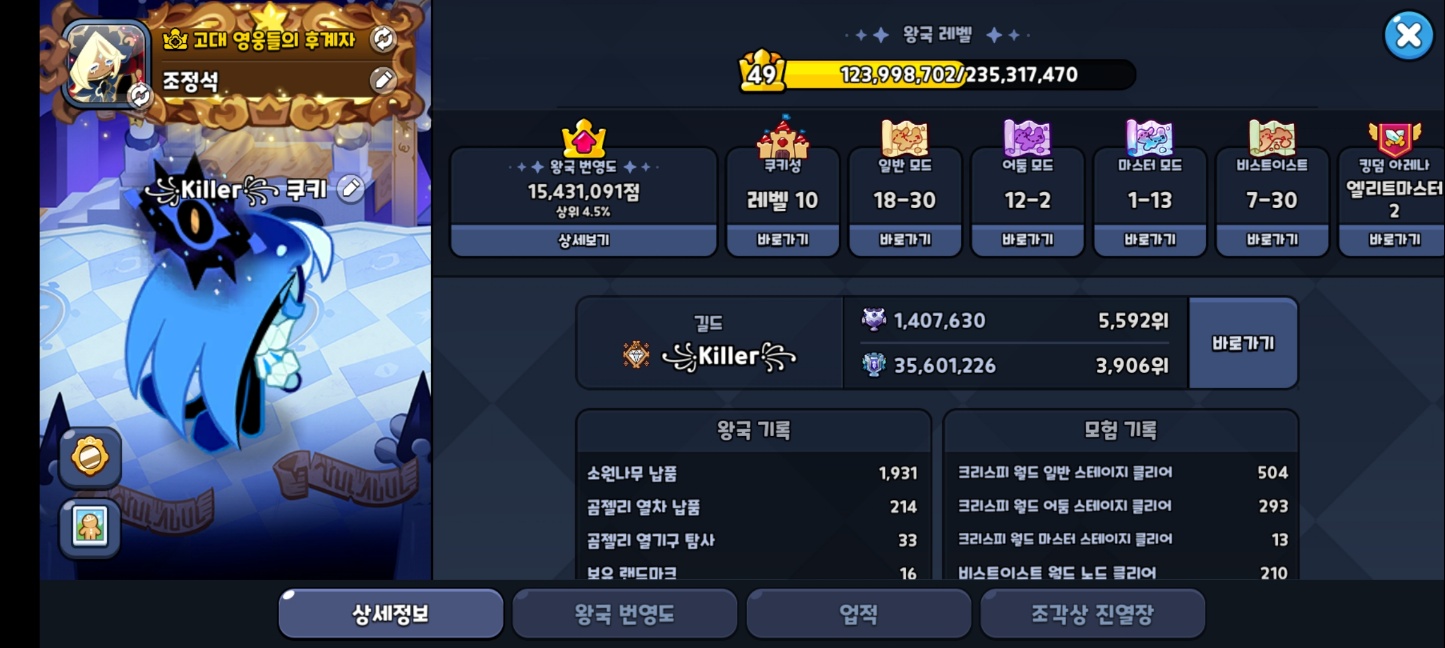 고대 영웅들의 후계자
조정석
Killer 쿠키
왕국 레벨
49
123,998,702/235,317,470
왕국 번영도
15,431,091점
상위 4.5%
상세보기
쿠키성
레벨 10
바로가기
일반 모드
18-30
바로가기
어둠 모드
12-2
바로가기
마스터 모드
1-13
바로가기
비스트이스트
7-30
바로가기
킹덤 아레나
엘리트마스터
2
바로가기
길드
Killer
1,407,630 5,592위
35,601,226 3,906위
바로가기
왕국 기록
소원나무 납품 1,931
곰젤리 열차 납품 214
곰젤리 열기구 탐사 33
보유 랜드마크 16
모험 기록
크리스피 월드 일반 스테이지 클리어 504
크리스피 월드 어둠 스테이지 클리어 293
크리스피 월드 마스터 스테이지 클리어 13
비스트이스트 월드 노드 클리어 210
상세정보
왕국 번영도
업적
조각상 진열장